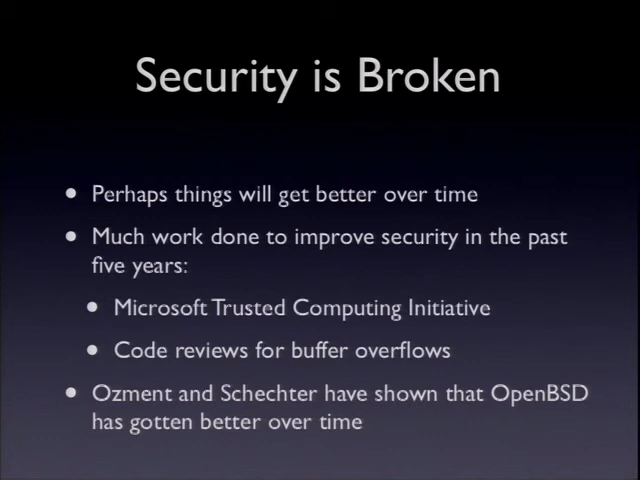 Security is Broken
• Perhaps things will get better over time
• Much work done to improve security in the past
five years:
• Microsoft Trusted Computing Initiative
• Code reviews for buffer overflows
• Ozment and Schechter have shown that OpenBSD
has gotten better over time